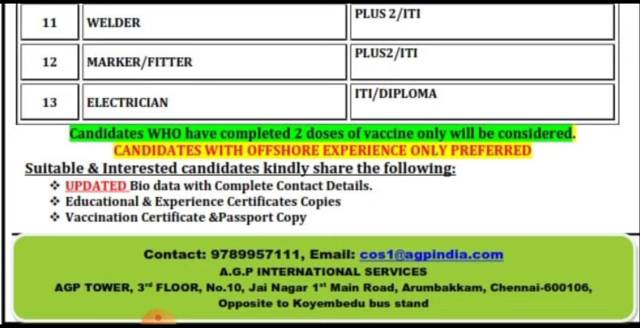 11 WELDER PLUS 2/ITI
12 MARKER/FITTER PLUS2/ITI
13 ELECTRICIAN ITI/DIPLOMA
Candidates WHO have completed 2 doses of vaccine only will be considered.
CANDIDATES WITH OFFSHORE EXPERIENCE ONLY PREFERRED
Suitable & Interested candidates kindly share the following:
❖ UPDATED Bio data with Complete Contact Details.
❖ Educational & Experience Certificates Copies
❖ Vaccination Certificate &Passport Copy
Contact: 9789957111, Email: cos1@agpindia.com
A.G.P INTERNATIONAL SERVICES
AGP TOWER, 3rd FLOOR, No.10, Jai Nagar 1st Main Road, Arumbakkam, Chennai-600106,
Opposite to Koyembedu bus stand